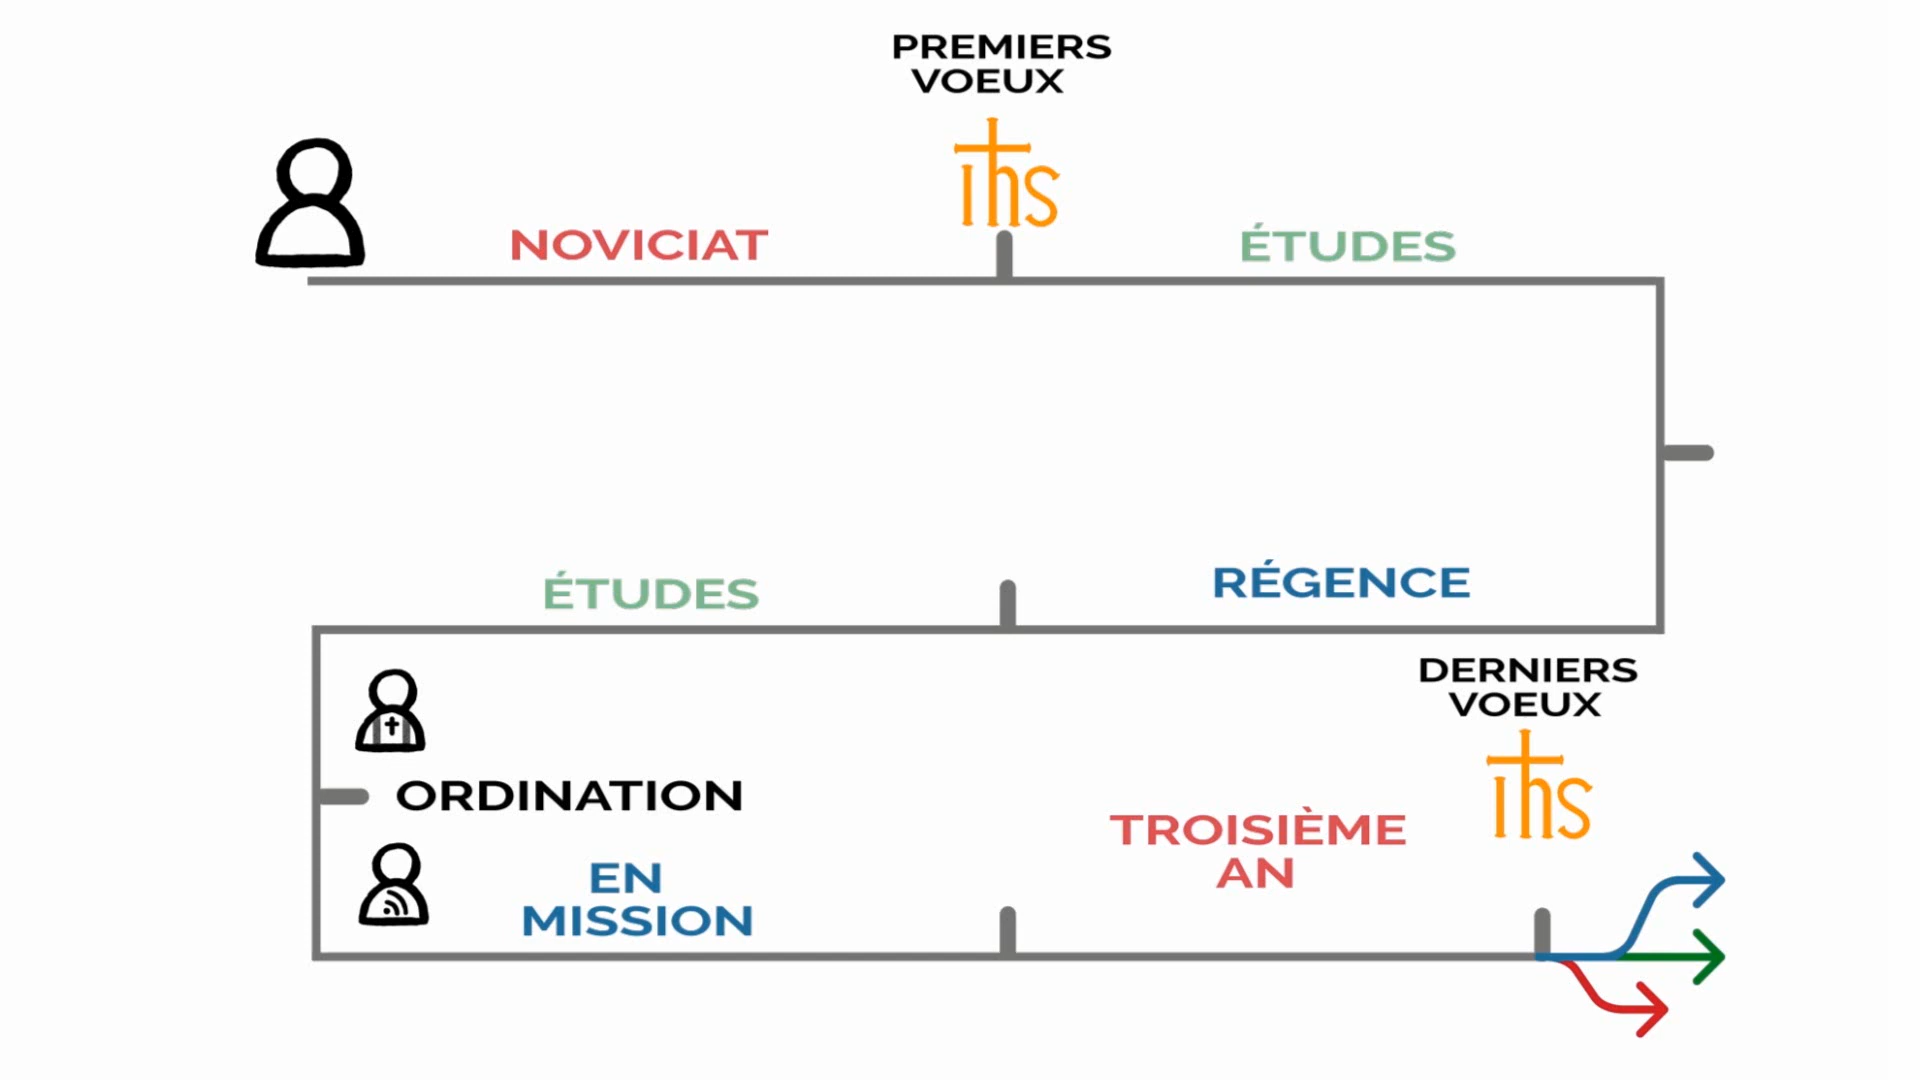 PREMIERS
VOEUX
ihs
NOVICIAT
ÉTUDES
ÉTUDES
RÉGENCE
DERNIERS
VOEUX
ihs
ORDINATION
TROISIÈME
AN
EN
MISSION